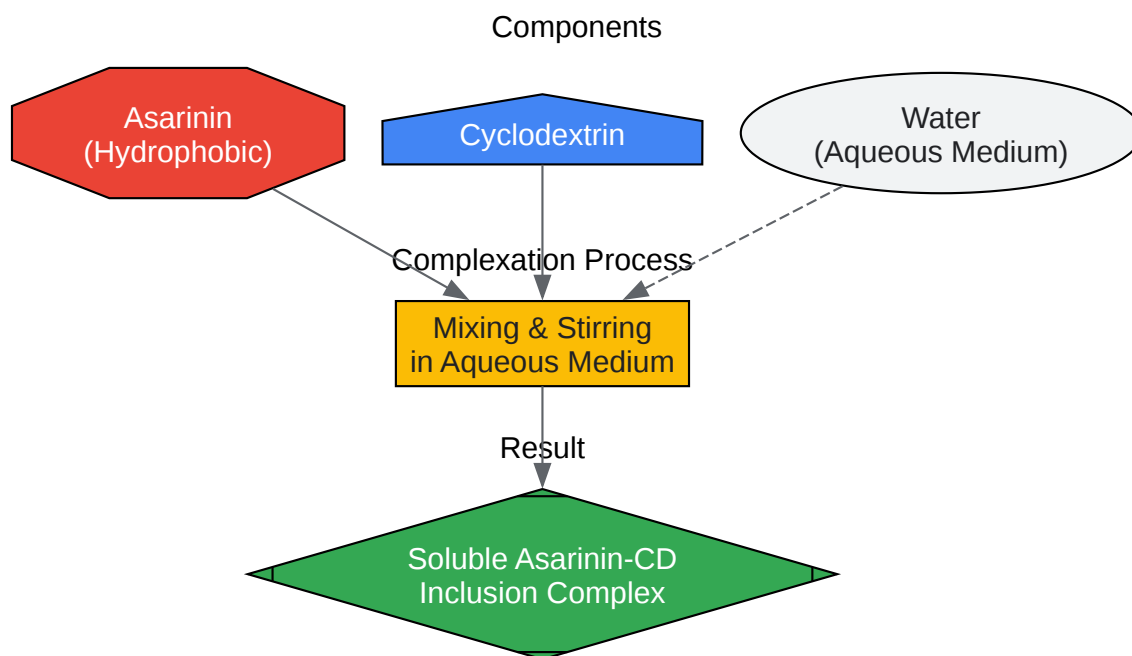 Components
Asarinin
(Hydrophobic)
Cyclodextrin
Water
(Aqueous Medium)
Complexation Process
Mixing & Stirring
in Aqueous Medium
Result
Soluble Asarinin-CD
Inclusion Complex